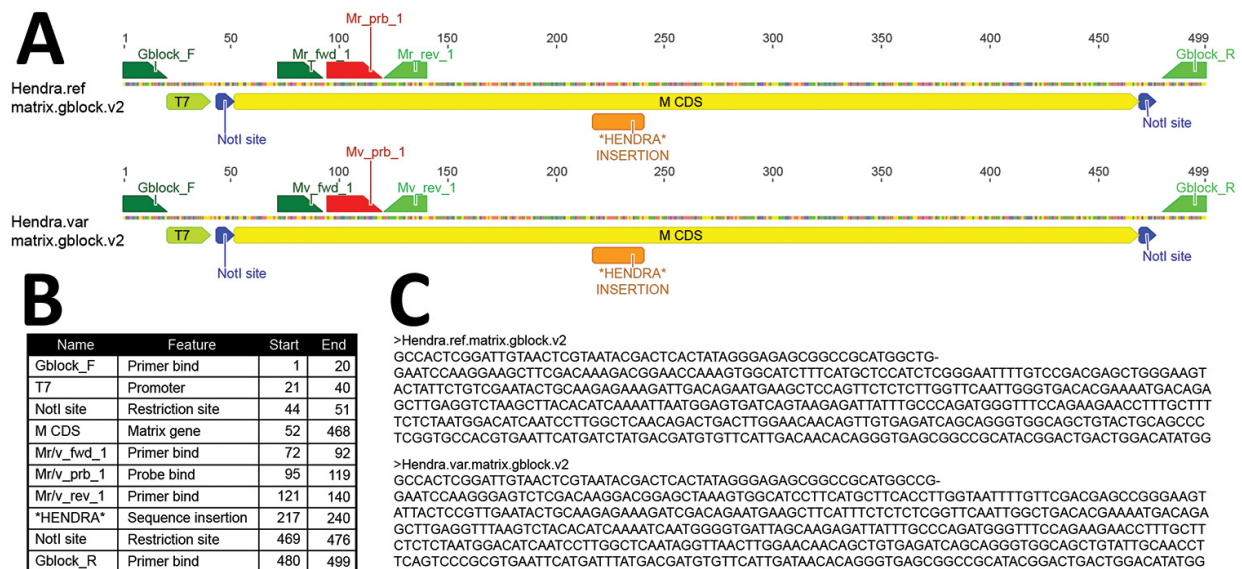 A
1 50 100 150 200 250 300 350 400 450 499
Gblock_F Mr_fwd_1 Mr_prb_1 Mr_rev_1 Gblock_R
Hendra.ref
matrix.gblock.v2
T7 M CDS
NotI site *HENDRA* NotI site
INSERTION
Mv_prb_1
1 50 100 150 200 250 300 350 400 450 499
Gblock_F Mv_fwd_1 Mv_rev_1 Gblock_R
Hendra.var
matrix.gblock.v2
T7 M CDS
NotI site *HENDRA* NotI site
INSERTION
B
Name Feature Start End
Gblock_F Primer bind 1 20
T7 Promoter 21 40
NotI site Restriction site 44 51
M CDS Matrix gene 52 468
Mr/v_fwd_1 Primer bind 72 92
Mr/v_prb_1 Probe bind 95 119
Mr/v_rev_1 Primer bind 121 140
*HENDRA* Sequence insertion 217 240
NotI site Restriction site 469 476
Gblock_R Primer bind 480 499
C
>Hendra.ref.matrix.gblock.v2
GCCACTCGGATTGTAACTCGTAATACGACTCACTATAGGGAGAGCGGCCGCATGGCTG-
GAATCCAAGGAAGCTTCGACAAAGACGGAACCAAAGTGGCATCTTTCATGCTCCATCTCGGGAATTTTGTCCGACGAGCTGGGAAGT
ACTATTCTGTCGAATACTGCAAGAGAAAGATTGACAGAATGAAGCTCCAGTTCTCTCTTGGTTCAATTGGGTGACACGAAAATGACAGA
GCTTGAGGTCTAAGCTTACACATCAAAATTAATGGAGTGATCAGTAAGAGATTATTTGCCCAGATGGGTTTCCAGAAGAACCTTTGCTTT
TCTCTAATGGACATCAATCCTTGGCTCAACAGACTGACTTGGAACAACAGTTGTGAGATCAGCAGGGTGGCAGCTGTACTGCAGCCC
TCGGTGCCACGTGAATTCATGATCTATGACGATGTGTTCATTGACAACACAGGGTGAGCGGCCGCATACGGACTGACTGGACATATGG
>Hendra.var.matrix.gblock.v2
GCCACTCGGATTGTAACTCGTAATACGACTCACTATAGGGAGAGCGGCCGCATGGCCG-
GAATCCAAGGGAGTCTCGACAAGGACGGAGCTAAAGTGGCATCCTTCATGCTTCACCTTGGTAATTTTGTTCGACGAGCCGGGAAGT
ATTACTCCGTTGAATACTGCAAGAGAAAGATCGACAGAATGAAGCTTCATTTCTCTCTCGGTTCAATTGGCTGACACGAAAATGACAGA
GCTTGAGGTTTAAGTCTACACATCAAAATCAATGGGGTGATTAGCAAGAGATTATTTGCCCAGATGGGTTTCCAGAAGAACCTTTGCTT
CTCTCTAATGGACATCAATCCTTGGCTCAATAGGTTAACTTGGAACAACAGCTGTGAGATCAGCAGGGTGGCAGCTGTATTGCAACCT
TCAGTCCCGCGTGAATTCATGATTTATGACGATGTGTTCATTGATAACACAGGGTGAGCGGCCGCATACGGACTGACTGGACATATGG